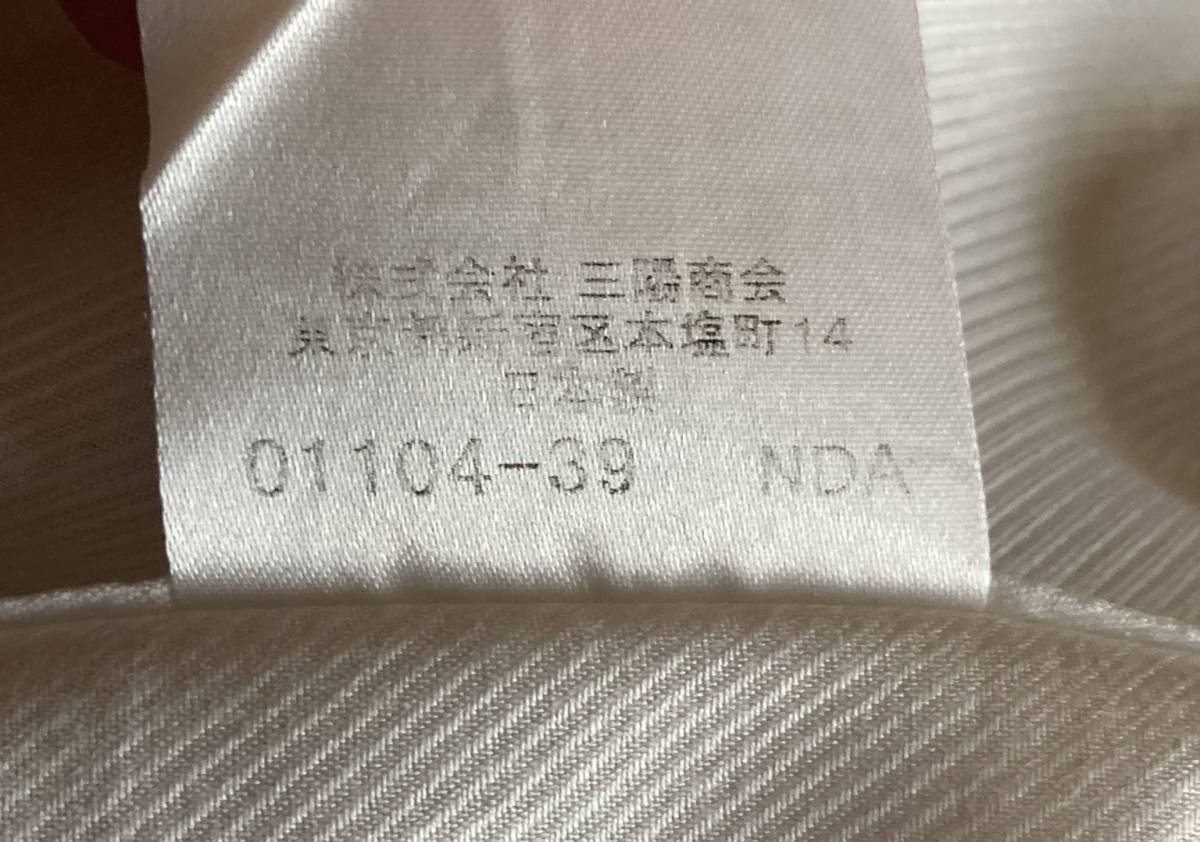 株式会社 三陽商会
東京都新宿区本塩町14
日本製
01104-39 NDA